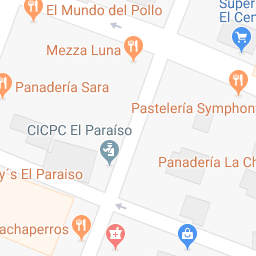 El Mundo del Pollo
Super
El Cen
Mezza Luna
Panadería Sara
Pastelería Symphon
CICPC El Paraíso
Panadería La Ch
y´s El Paraiso
achaperros